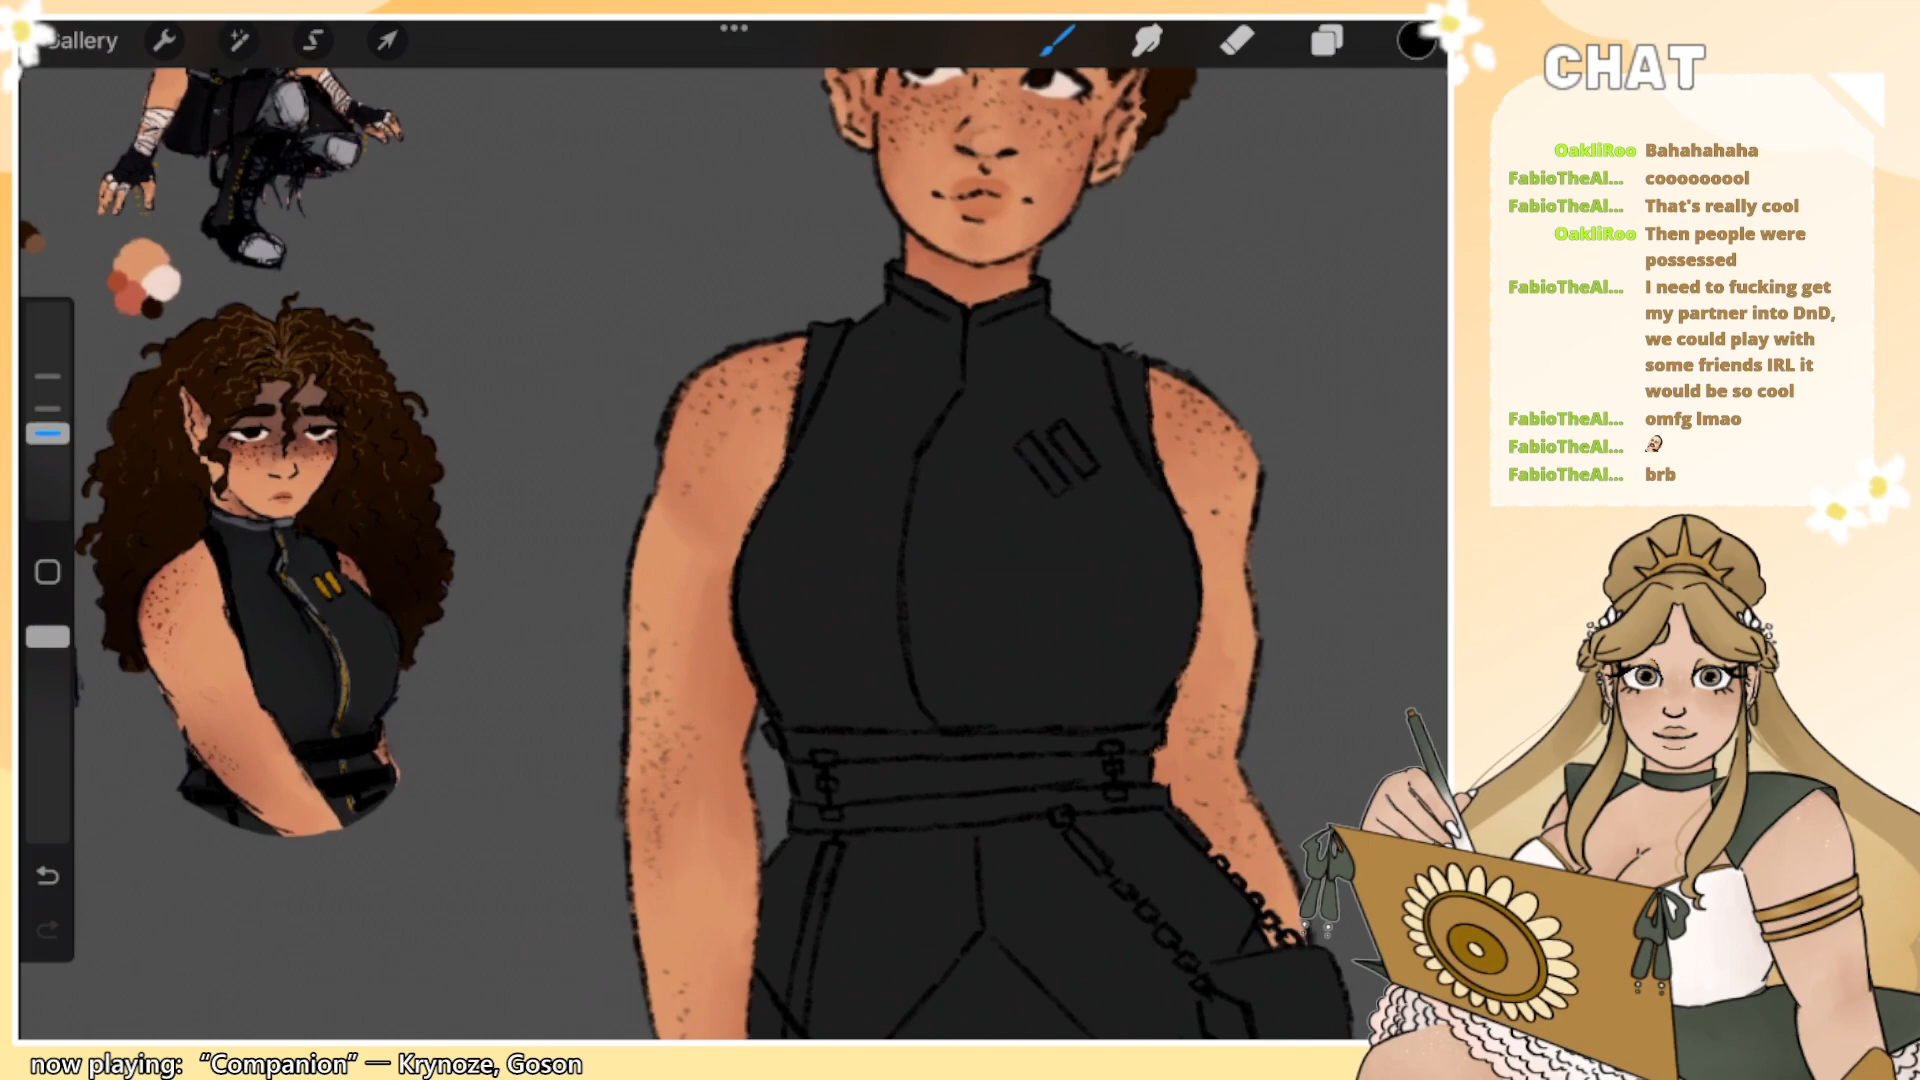 Gallery
CHAT
OakliRoo Bahahahaha
FabioTheAl... cooooooool
FabioTheAl... That's really cool
OakliRoo Then people were
possessed
FabioTheAl... I need to fucking get
my partner into DnD,
we could play with
some friends IRL it
would be so cool
FabioTheAl... omfg lmao
FabioTheAl...
FabioTheAl... brb
now playing: “Companion” — Krynoze, Goson